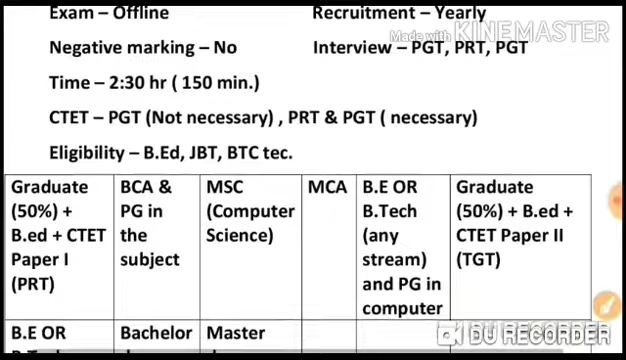 Exam – Offline Recruitment – Yearly
Made with KINEMASTER
Negative marking – No Interview – PGT, PRT, PGT
Time – 2:30 hr ( 150 min.)
CTET – PGT (Not necessary) , PRT & PGT ( necessary)
Eligibility – B.Ed, JBT, BTC tec.
Graduate
(50%) +
B.ed + CTET
Paper I
(PRT)
BCA &
PG in
the
subject
MSC
(Computer
Science)
MCA
B.E OR
B.Tech
(any
stream)
and PG in
computer
Graduate
(50%) + B.ed +
CTET Paper II
(TGT)
B.E OR
Bachelor
Master
DU RECORDER